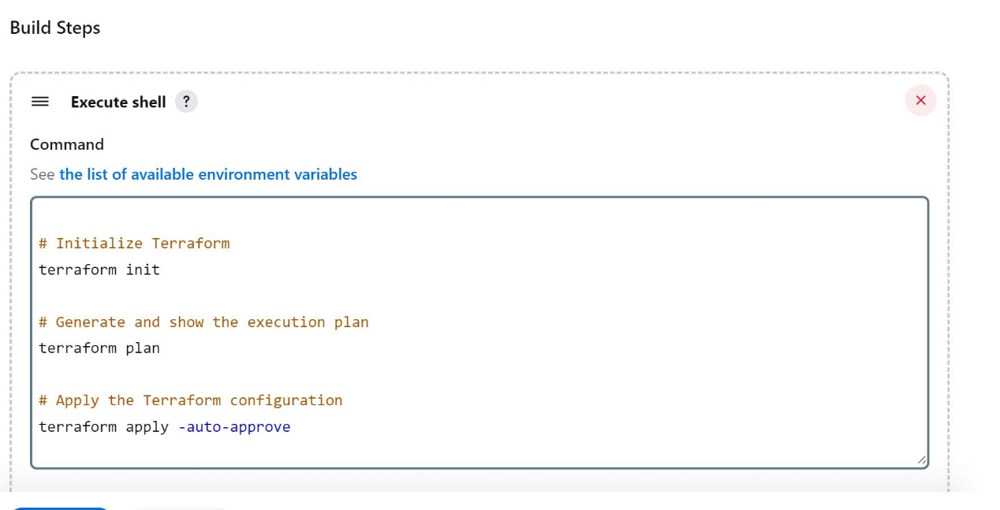 Build Steps
Execute shell ?
Command
See the list of available environment variables
# Initialize Terraform
terraform init
# Generate and show the execution plan
terraform plan
# Apply the Terraform configuration
terraform apply -auto-approve